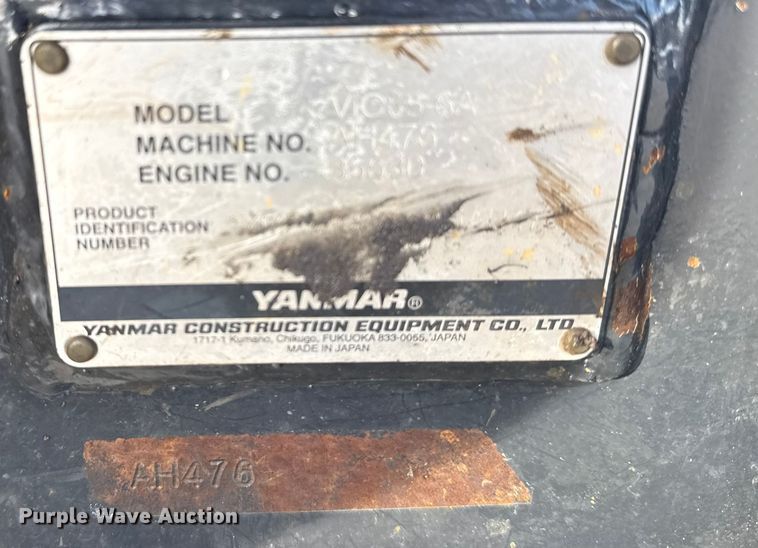 MODEL
MACHINE NO. AH476
ENGINE NO.
PRODUCT
IDENTIFICATION
NUMBER
YANMAR®
YANMAR CONSTRUCTION EQUIPMENT CO., LTD.
1717-1 Kumano, Chikugo, FUKUOKA 833-0055, JAPAN
MADE IN JAPAN
AH476
Purple Wave Auction